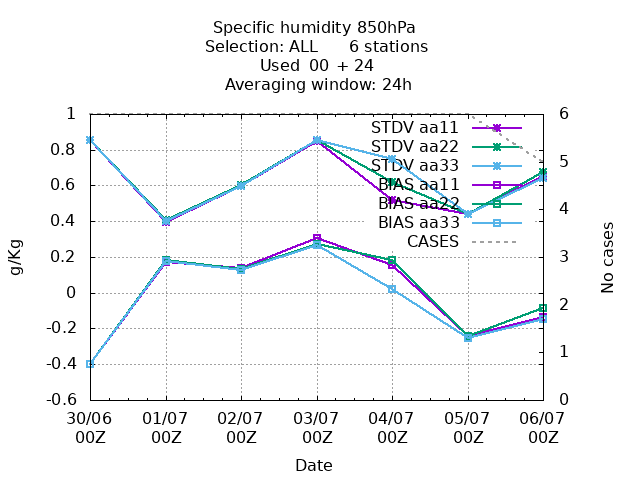 Specific humidity 850hPa
Selection: ALL 6 stations
Used 00 + 24
Averaging window: 24h
STDV aa11
STDV aa22
STDV aa33
BIAS aa11
BIAS aa22
BIAS aa33
CASES
g/Kg
1
0.8
0.6
0.4
0.2
0
-0.2
-0.4
-0.6
No cases
6
5
4
3
2
1
0
30/06 01/07 02/07 03/07 04/07 05/07 06/07
00Z 00Z 00Z 00Z 00Z 00Z 00Z
Date